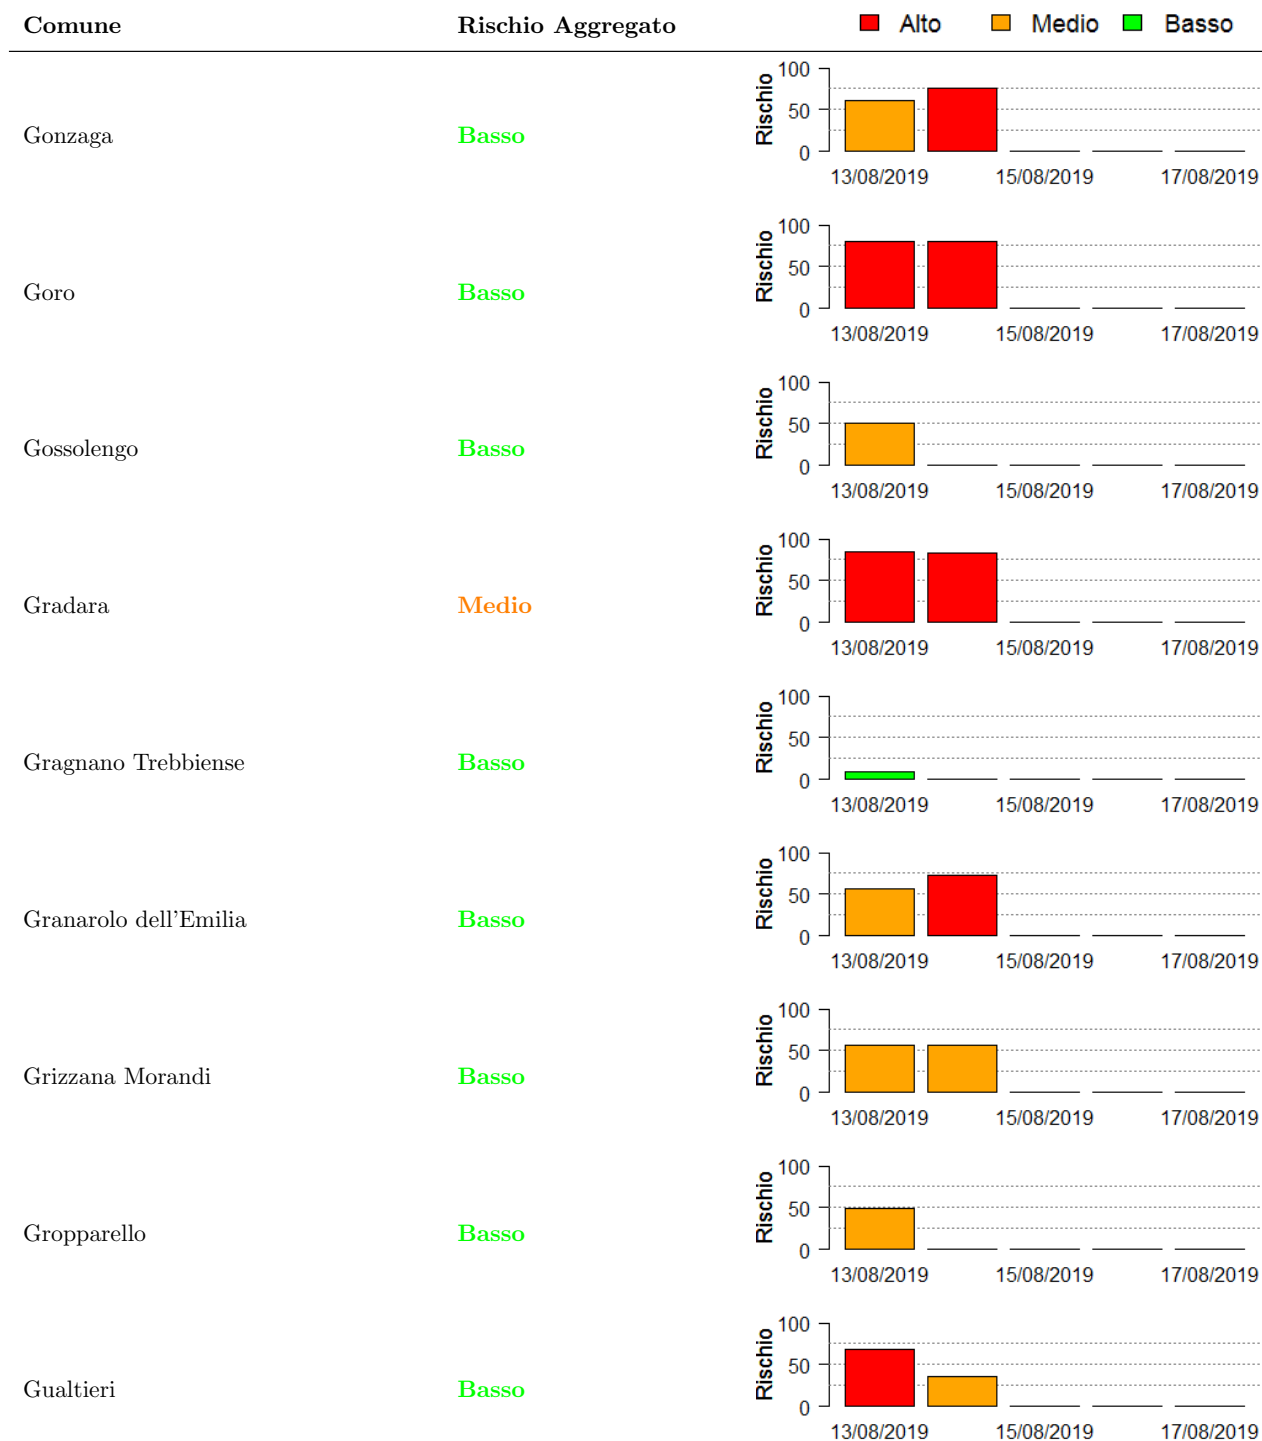 Comune Rischio Aggregato Alto Medio Basso
Gonzaga Basso Rischio 100 50 0
13/08/2019 15/08/2019 17/08/2019
Goro Basso Rischio 100 50 0
13/08/2019 15/08/2019 17/08/2019
Gossolengo Basso Rischio 100 50 0
13/08/2019 15/08/2019 17/08/2019
Gradara Medio Rischio 100 50 0
13/08/2019 15/08/2019 17/08/2019
Gragnano Trebbiense Basso Rischio 100 50 0
13/08/2019 15/08/2019 17/08/2019
Granarolo dell'Emilia Basso Rischio 100 50 0
13/08/2019 15/08/2019 17/08/2019
Grizzana Morandi Basso Rischio 100 50 0
13/08/2019 15/08/2019 17/08/2019
Gropparello Basso Rischio 100 50 0
13/08/2019 15/08/2019 17/08/2019
Gualtieri Basso Rischio 100 50 0
13/08/2019 15/08/2019 17/08/2019